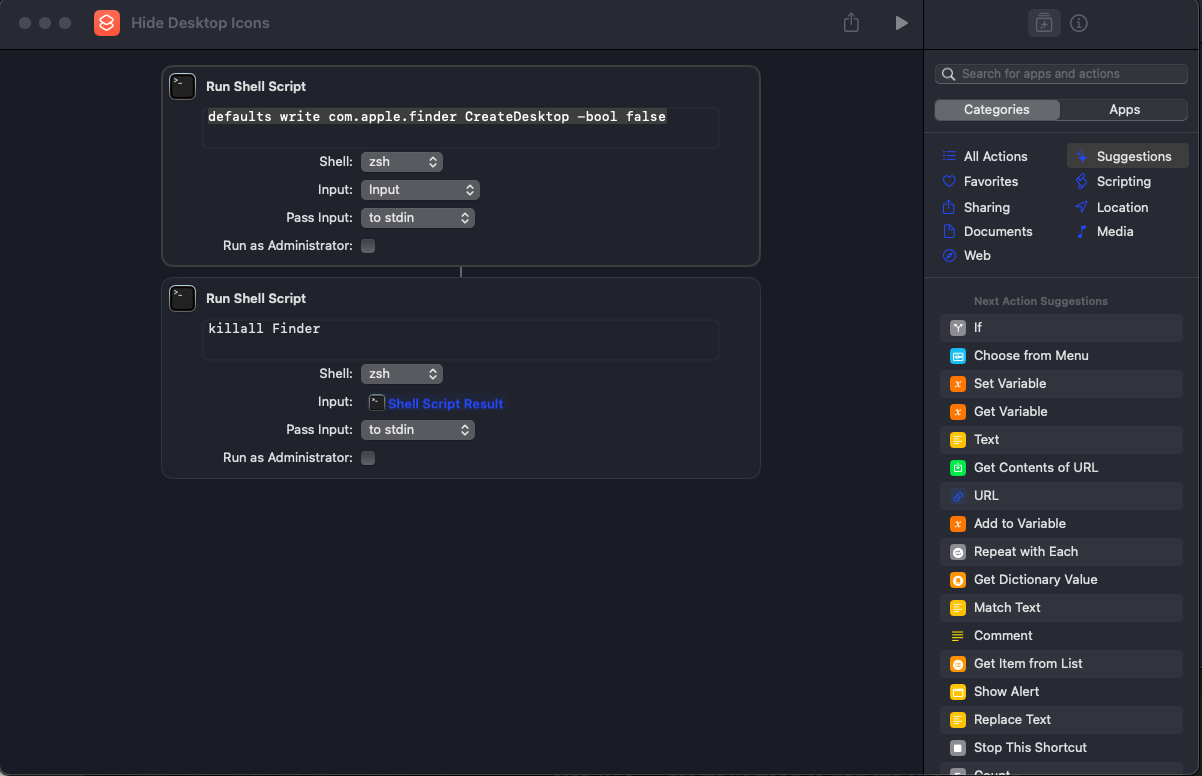 Hide Desktop Icons
Run Shell Script
defaults write com.apple.finder CreateDesktop -bool false
Shell: zsh
Input: Input
Pass Input: to stdin
Run as Administrator:
Run Shell Script
killall Finder
Shell: zsh
Input: Shell Script Result
Pass Input: to stdin
Run as Administrator:
Search for apps and actions
Categories Apps
All Actions Suggestions
Favorites Scripting
Sharing Location
Documents Media
Web
Next Action Suggestions
If
Choose from Menu
Set Variable
Get Variable
Text
Get Contents of URL
URL
Add to Variable
Repeat with Each
Get Dictionary Value
Match Text
Comment
Get Item from List
Show Alert
Replace Text
Stop This Shortcut
Count